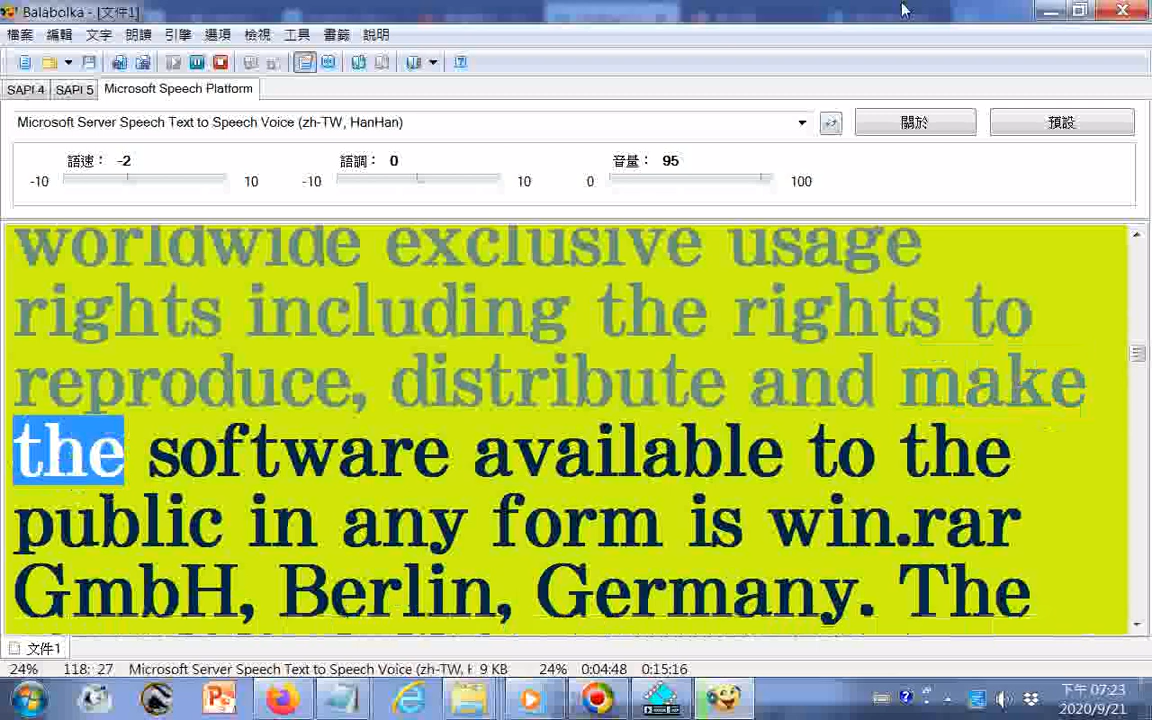 Balabolka - [文件1]
檔案 編輯 文字 朗讀 引擎 選項 檢視 工具 書籤 說明
SAPI 4 SAPI 5 Microsoft Speech Platform
Microsoft Server Speech Text to Speech Voice (zh-TW, HanHan) 關於 預設
語速： -2 語調： 0 音量： 95
-10 10 -10 10 0 100
worldwide exclusive usage
rights including the rights to
reproduce, distribute and make
the software available to the
public in any form is win.rar
GmbH, Berlin, Germany. The
文件1
24% 118: 27 Microsoft Server Speech Text to Speech Voice (zh-TW, 9 KB 24% 0:04:48 0:15:16
下午 07:23
2020/9/21